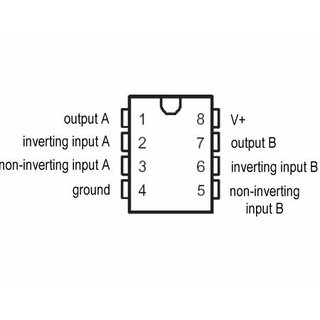 output A 1 8 V+
inverting input A 2 7 output B
non-inverting input A 3 6 inverting input B
ground 4 5 non-inverting
input B